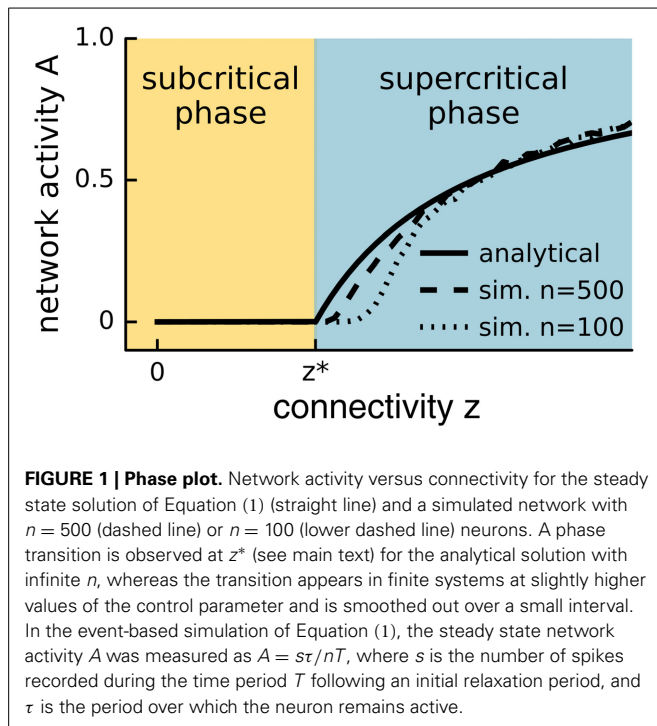 1.0
subcritical phase
supercritical phase
network activity A
0.5
analytical
sim. n=500
sim. n=100
0
0
z*
connectivity z
FIGURE 1 | Phase plot. Network activity versus connectivity for the steady
state solution of Equation (1) (straight line) and a simulated network with
n = 500 (dashed line) or n = 100 (lower dashed line) neurons. A phase
transition is observed at z* (see main text) for the analytical solution with
infinite n, whereas the transition appears in finite systems at slightly higher
values of the control parameter and is smoothed out over a small interval.
In the event-based simulation of Equation (1), the steady state network
activity A was measured as A = sτ/nT, where s is the number of spikes
recorded during the time period T following an initial relaxation period, and
τ is the period over which the neuron remains active.